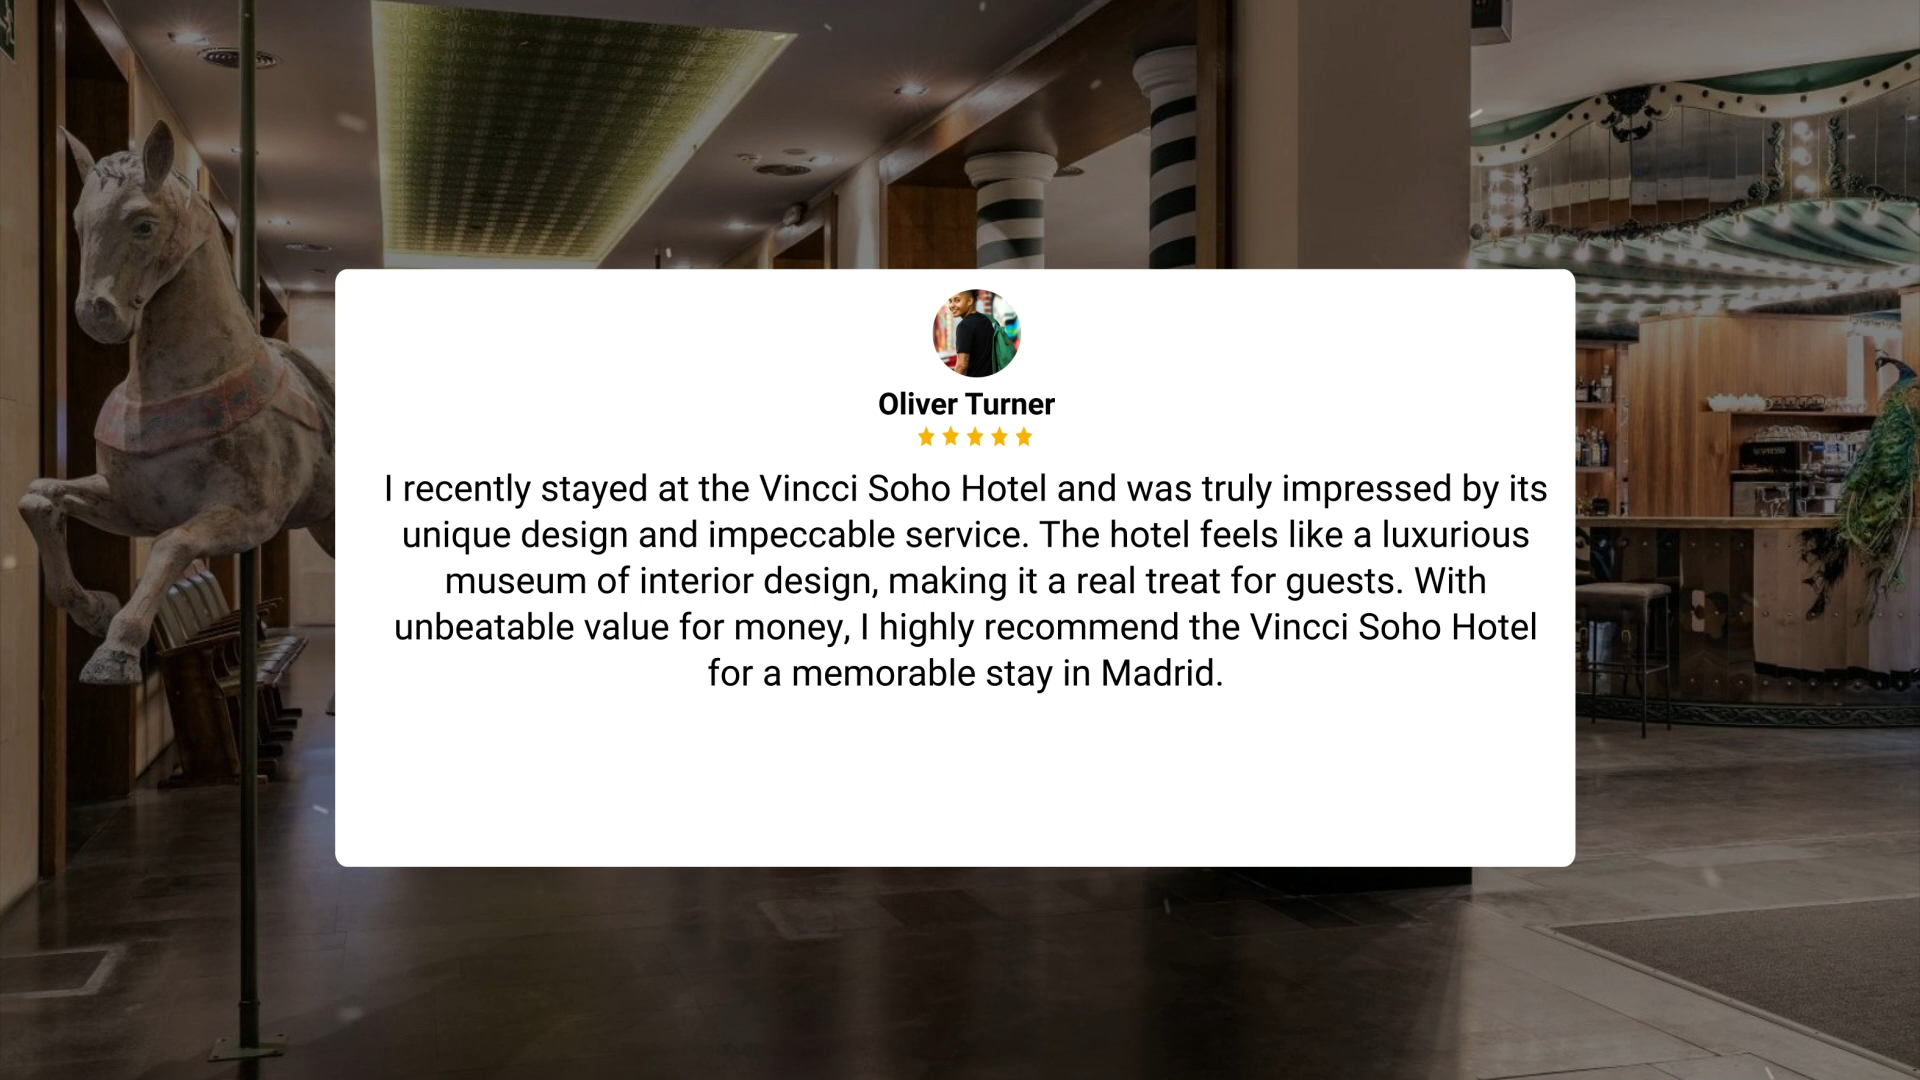 Oliver Turner
I recently stayed at the Vincci Soho Hotel and was truly impressed by its
unique design and impeccable service. The hotel feels like a luxurious
museum of interior design, making it a real treat for guests. With
unbeatable value for money, I highly recommend the Vincci Soho Hotel
for a memorable stay in Madrid.